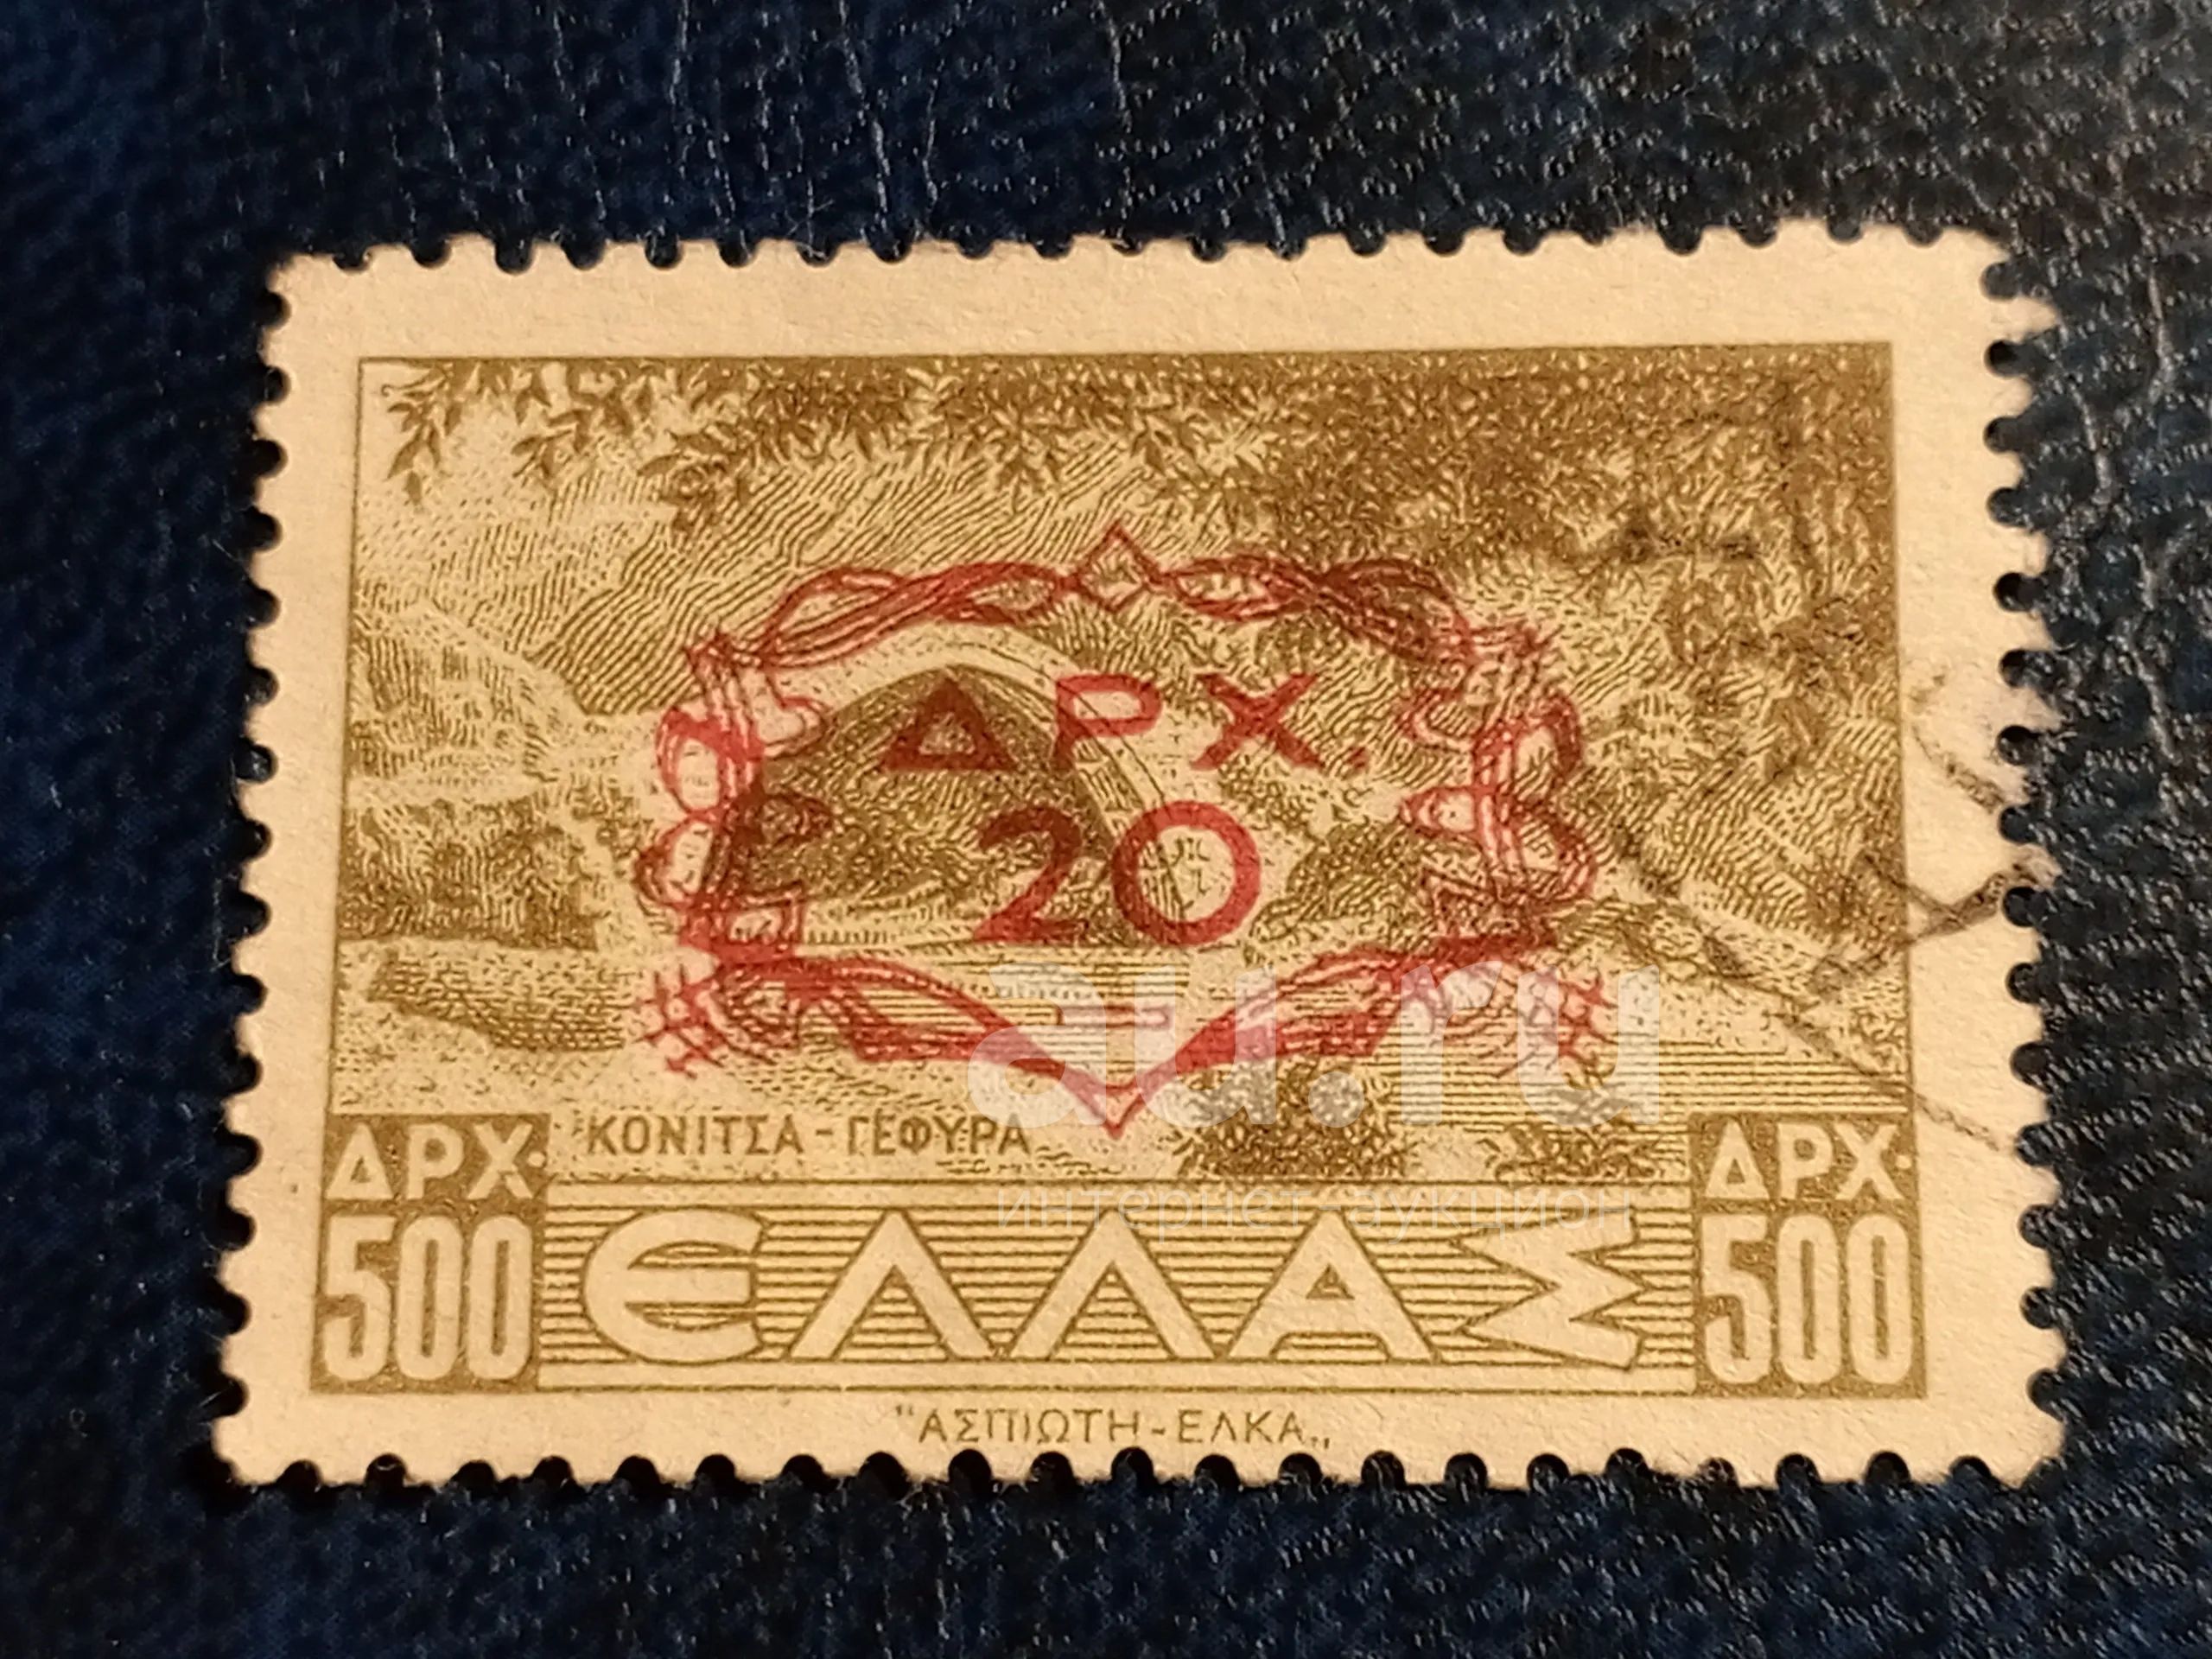 ΔΡΧ.
20
au.ru
интернет-аукцион
ΚΟΝΙΤΣΑ - ΓΕΦΥΡΑ
ΔΡΧ.
500
ΕΛΛΑΣ
ΔΡΧ.
500
"ΑΣΠΙΩΤΗ-ΕΛΚΑ„